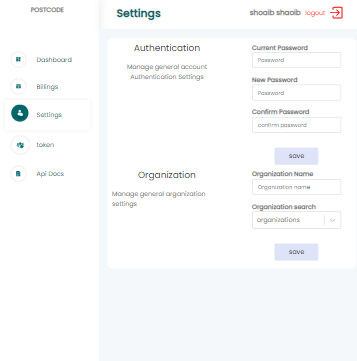 POSTCODE
Dashboard
Billings
Settings
token
Api Docs
Settings
shoaib shaoib logout
Authentication
Manage general account
Authentication Settings
Current Password
Password
New Password
Password
Confirm Password
confirm password
save
Organization
Manage general organization
settings
Organization Name
Organization name
Organization search
organizations
save